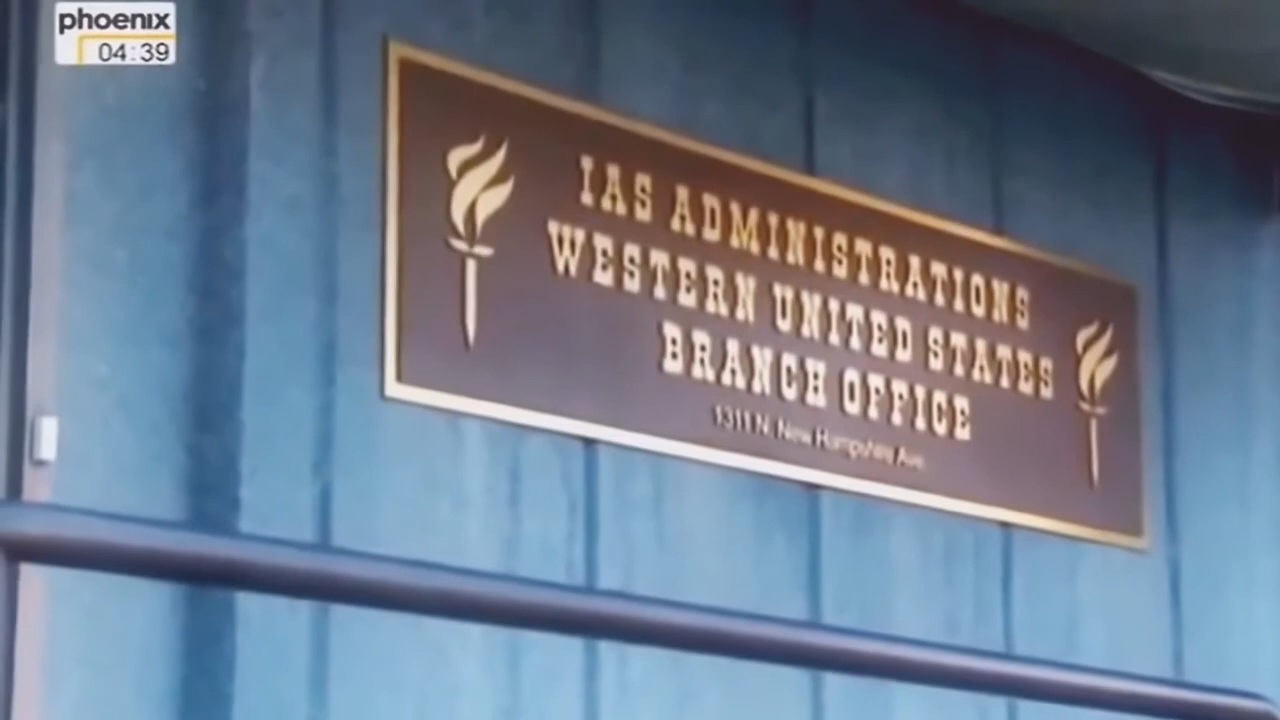 phoenix
04:39
IAS ADMINISTRATIONS
WESTERN UNITED STATES
BRANCH OFFICE
1311 N. New Hampshire Ave